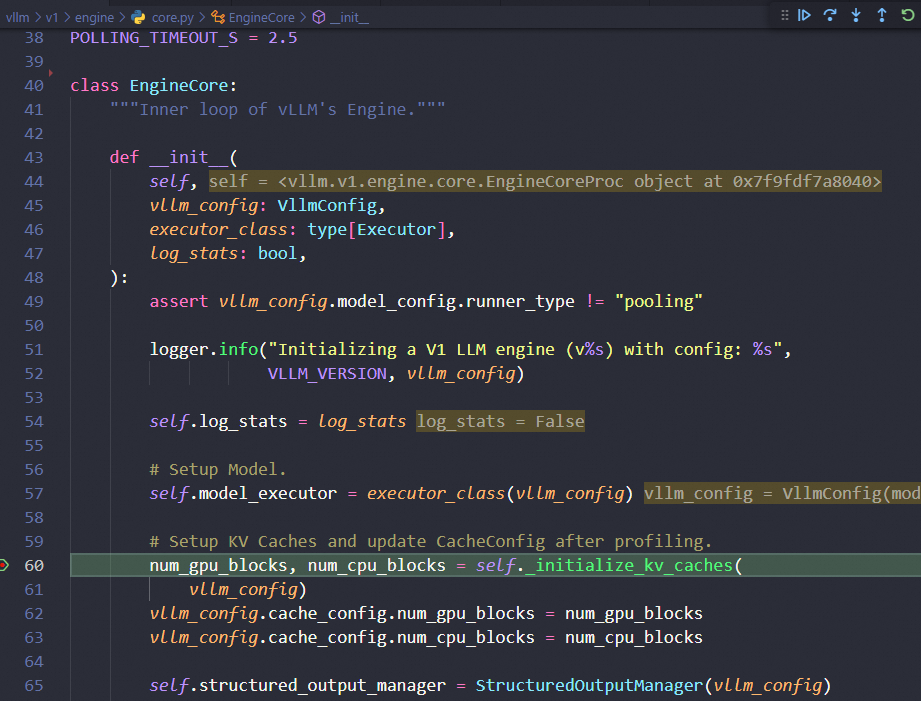 vllm > v1 > engine > core.py > EngineCore > __init__
38 POLLING_TIMEOUT_S = 2.5
39
40 class EngineCore:
41     """Inner loop of vLLM's Engine."""
42
43     def __init__(
44         self, self = <vllm.v1.engine.core.EngineCoreProc object at 0x7f9fdf7a8040>
45         vllm_config: VllmConfig,
46         executor_class: type[Executor],
47         log_stats: bool,
48     ):
49         assert vllm_config.model_config.runner_type != "pooling"
50
51         logger.info("Initializing a V1 LLM engine (v%s) with config: %s",
52                     VLLM_VERSION, vllm_config)
53
54         self.log_stats = log_stats log_stats = False
55
56         # Setup Model.
57         self.model_executor = executor_class(vllm_config) vllm_config = VllmConfig(mod
58
59         # Setup KV Caches and update CacheConfig after profiling.
60         num_gpu_blocks, num_cpu_blocks = self._initialize_kv_caches(
61             vllm_config)
62         vllm_config.cache_config.num_gpu_blocks = num_gpu_blocks
63         vllm_config.cache_config.num_cpu_blocks = num_cpu_blocks
64
65         self.structured_output_manager = StructuredOutputManager(vllm_config)